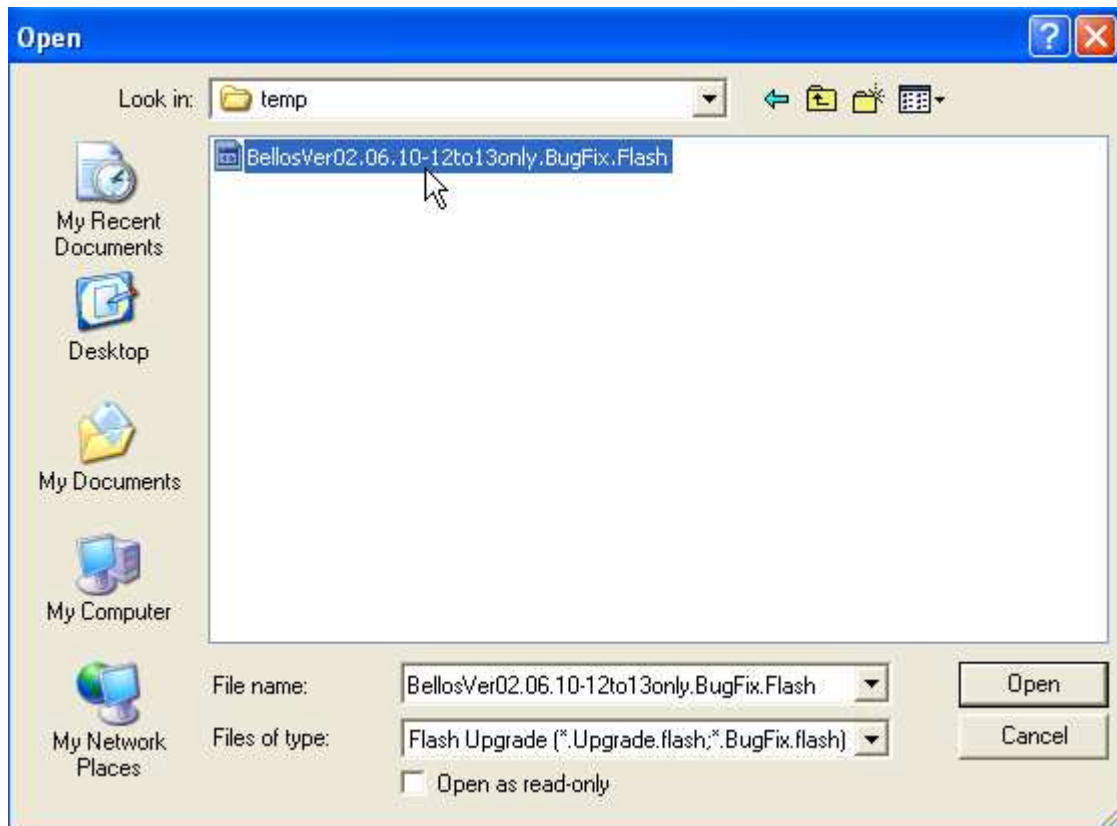 Open
Look in: temp
BellosVer02.06.10-12to13only.BugFix.Flash
My Recent
Documents
Desktop
My Documents
My Computer
My Network
Places
File name: BellosVer02.06.10-12to13only.BugFix.Flash Open
Files of type: Flash Upgrade (*.Upgrade.flash;*.BugFix.flash) Cancel
Open as read-only